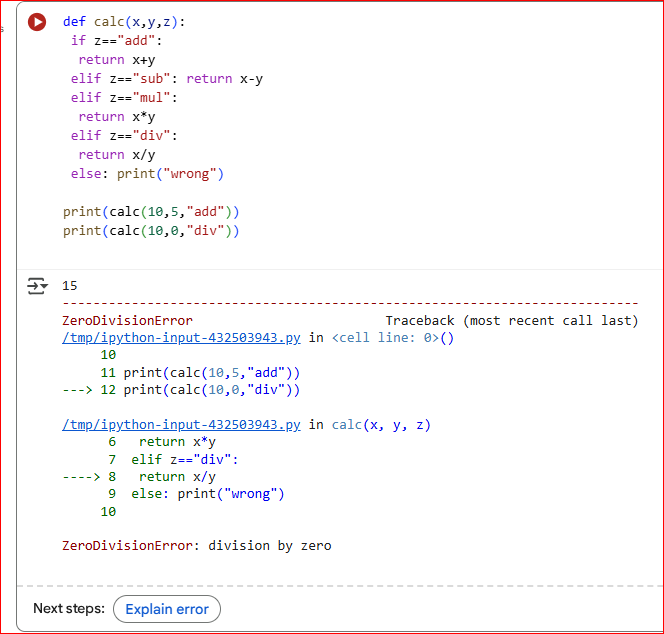 def calc(x,y,z):
 if z=="add":
  return x+y
 elif z=="sub": return x-y
 elif z=="mul":
  return x*y
 elif z=="div":
  return x/y
 else: print("wrong")

print(calc(10,5,"add"))
print(calc(10,0,"div"))
15
---------------------------------------------------------------------------
ZeroDivisionError                         Traceback (most recent call last)
/tmp/ipython-input-432503943.py in <cell line: 0>()
     10 
     11 print(calc(10,5,"add"))
---> 12 print(calc(10,0,"div"))

/tmp/ipython-input-432503943.py in calc(x, y, z)
      6   return x*y
      7  elif z=="div":
----> 8   return x/y
      9  else: print("wrong")
     10 

ZeroDivisionError: division by zero
Next steps: Explain error